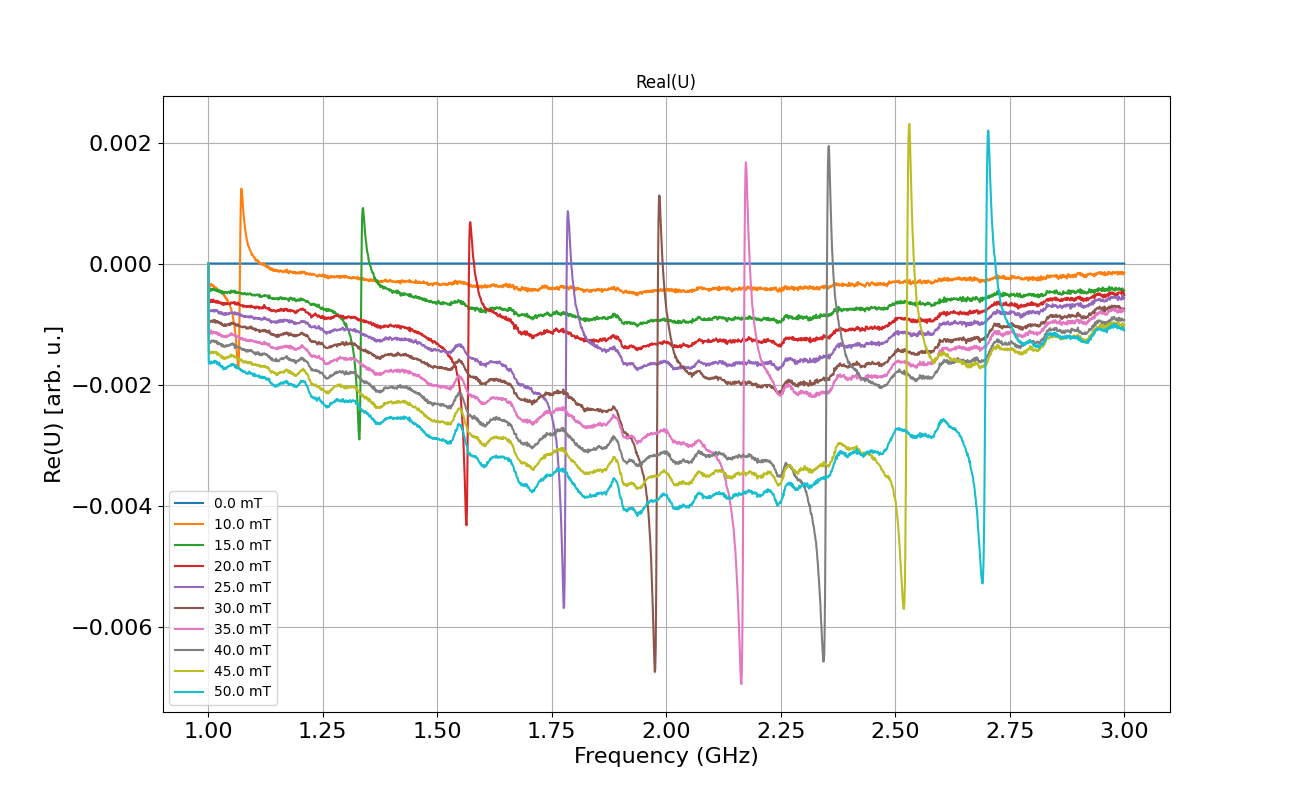 Real(U)
0.002
0.000
−0.002
−0.004
−0.006
Re(U) [arb. u.]
0.0 mT
10.0 mT
15.0 mT
20.0 mT
25.0 mT
30.0 mT
35.0 mT
40.0 mT
45.0 mT
50.0 mT
1.00 1.25 1.50 1.75 2.00 2.25 2.50 2.75 3.00
Frequency (GHz)